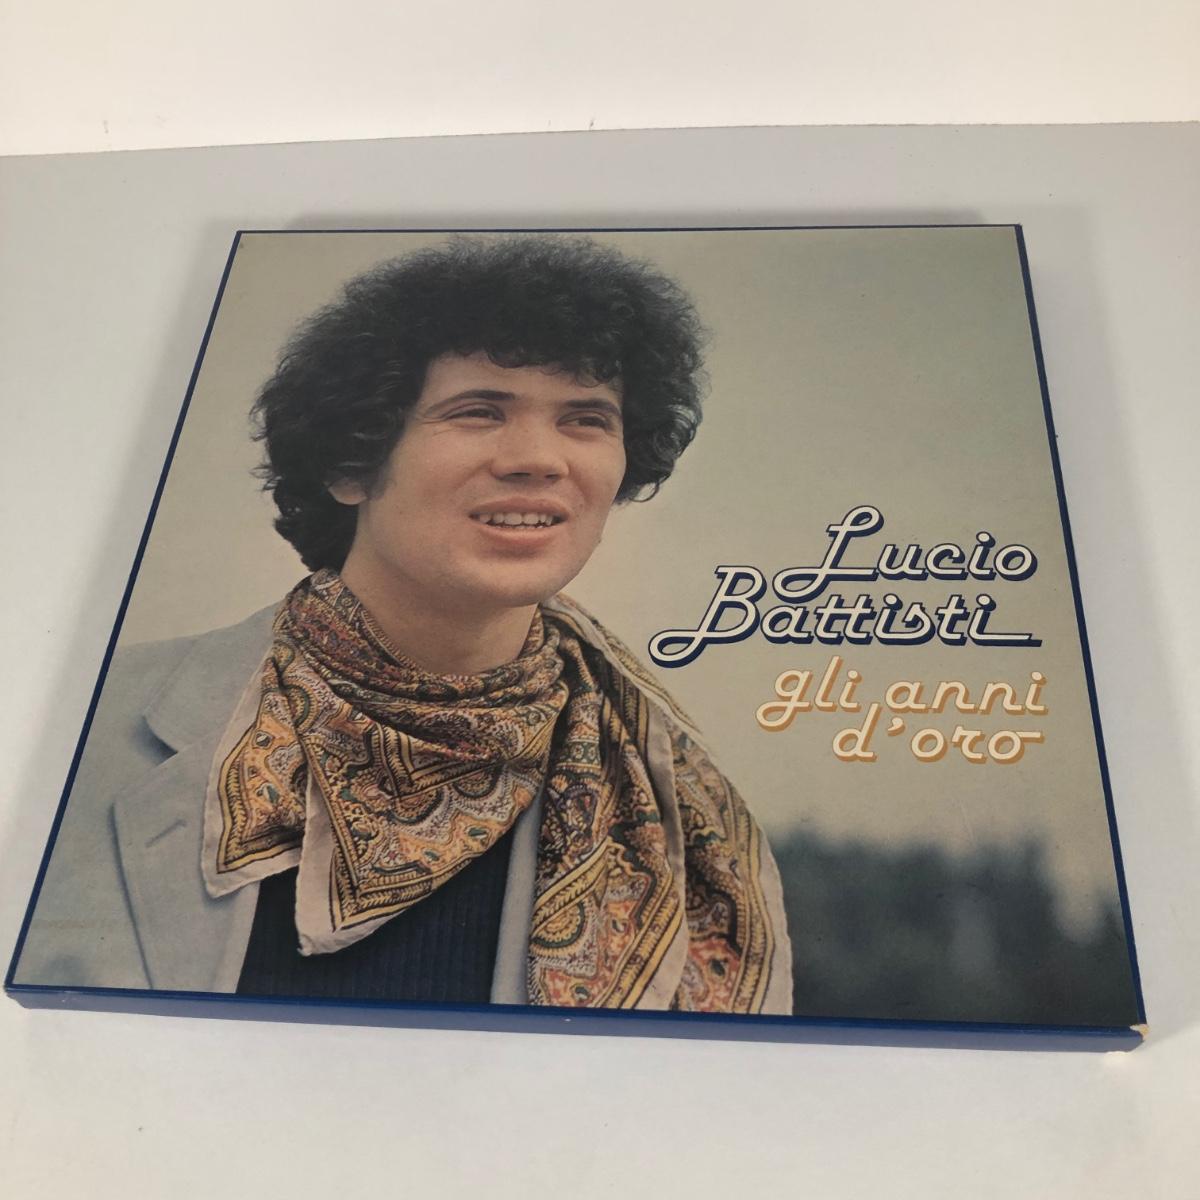 Lucio
Battisti
gli anni
d'oro